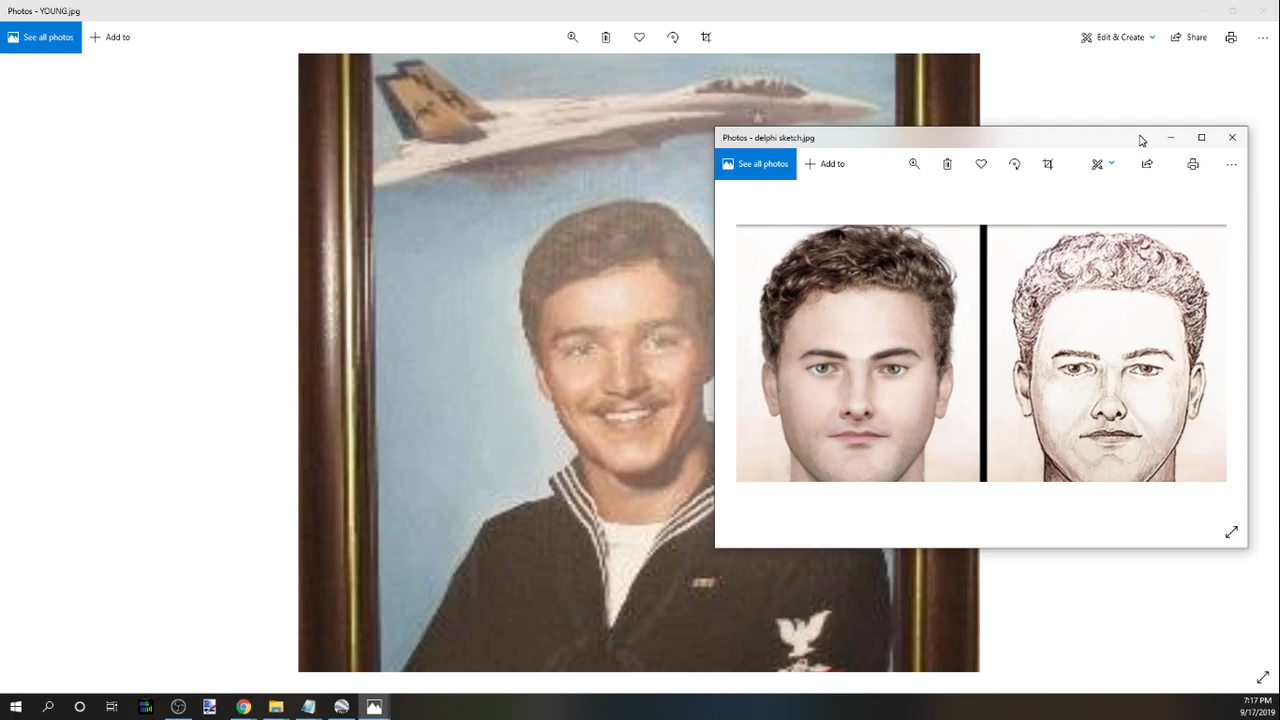 Photos - YOUNG.jpg
See all photos
Add to
Edit & Create
Share
Photos - delphi sketch.jpg
See all photos
Add to
7:17 PM
9/17/2019